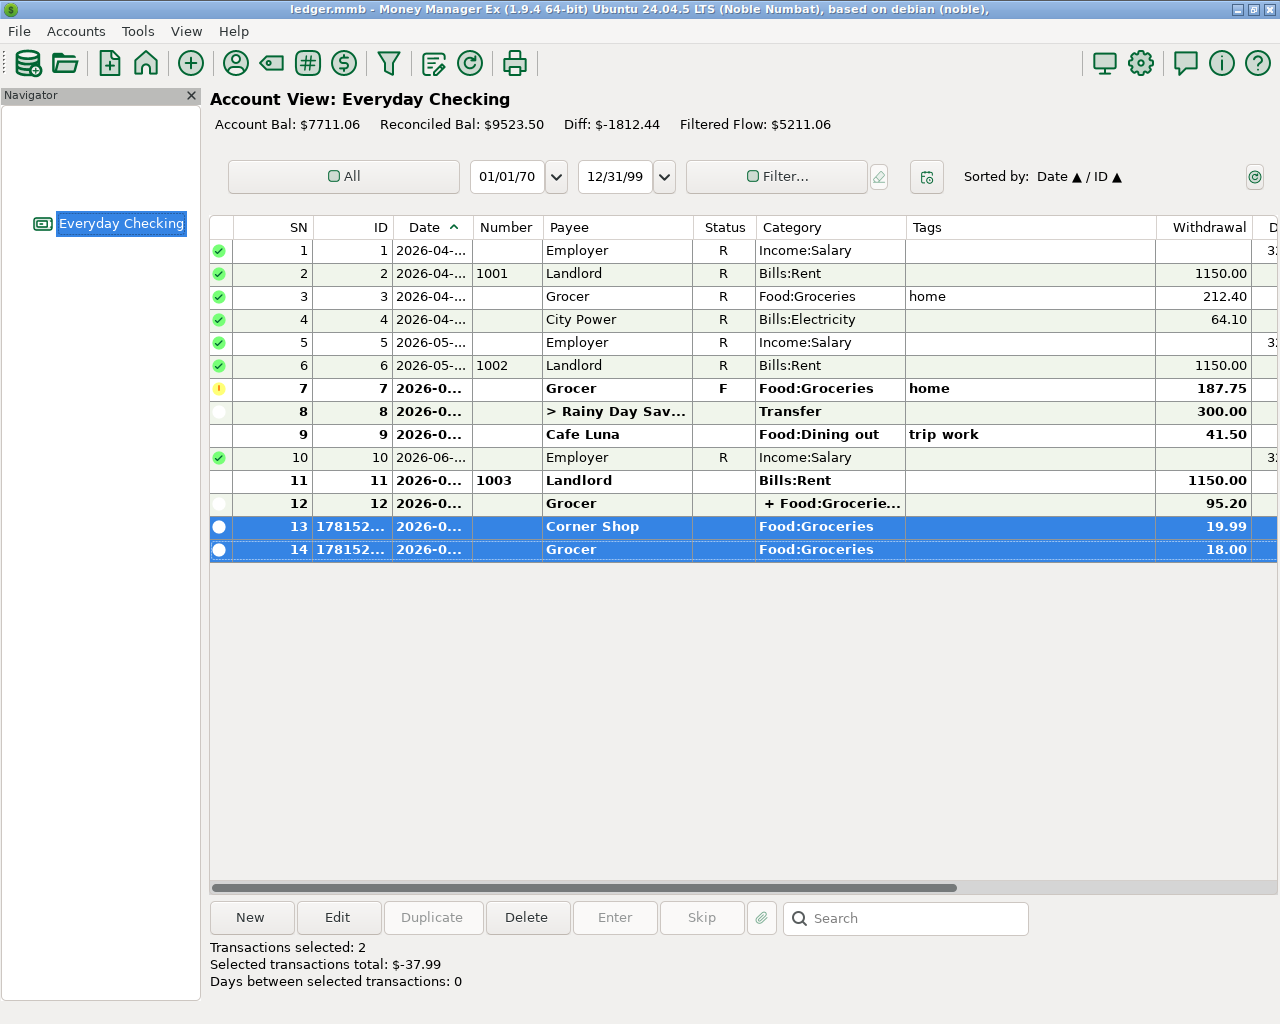 ledger.mmb - Money Manager Ex (1.9.4 64-bit) Ubuntu 24.04.5 LTS (Noble Numbat), based on debian (noble),
File Accounts Tools View Help
Navigator
Everyday Checking
Account View: Everyday Checking
Account Bal: $7711.06 Reconciled Bal: $9523.50 Diff: $-1812.44 Filtered Flow: $5211.06
All 01/01/70 12/31/99 Filter... Sorted by: Date ▲ / ID ▲
SN ID Date Number Payee Status Category Tags Withdrawal D
1 1 2026-04-... Employer R Income:Salary 32
2 2 2026-04-... 1001 Landlord R Bills:Rent 1150.00
3 3 2026-04-... Grocer R Food:Groceries home 212.40
4 4 2026-04-... City Power R Bills:Electricity 64.10
5 5 2026-05-... Employer R Income:Salary 32
6 6 2026-05-... 1002 Landlord R Bills:Rent 1150.00
7 7 2026-0... Grocer F Food:Groceries home 187.75
8 8 2026-0... > Rainy Day Sav... Transfer 300.00
9 9 2026-0... Cafe Luna Food:Dining out trip work 41.50
10 10 2026-06-... Employer R Income:Salary 32
11 11 2026-0... 1003 Landlord Bills:Rent 1150.00
12 12 2026-0... Grocer + Food:Grocerie... 95.20
13 178152... 2026-0... Corner Shop Food:Groceries 19.99
14 178152... 2026-0... Grocer Food:Groceries 18.00
New Edit Duplicate Delete Enter Skip Search
Transactions selected: 2
Selected transactions total: $-37.99
Days between selected transactions: 0